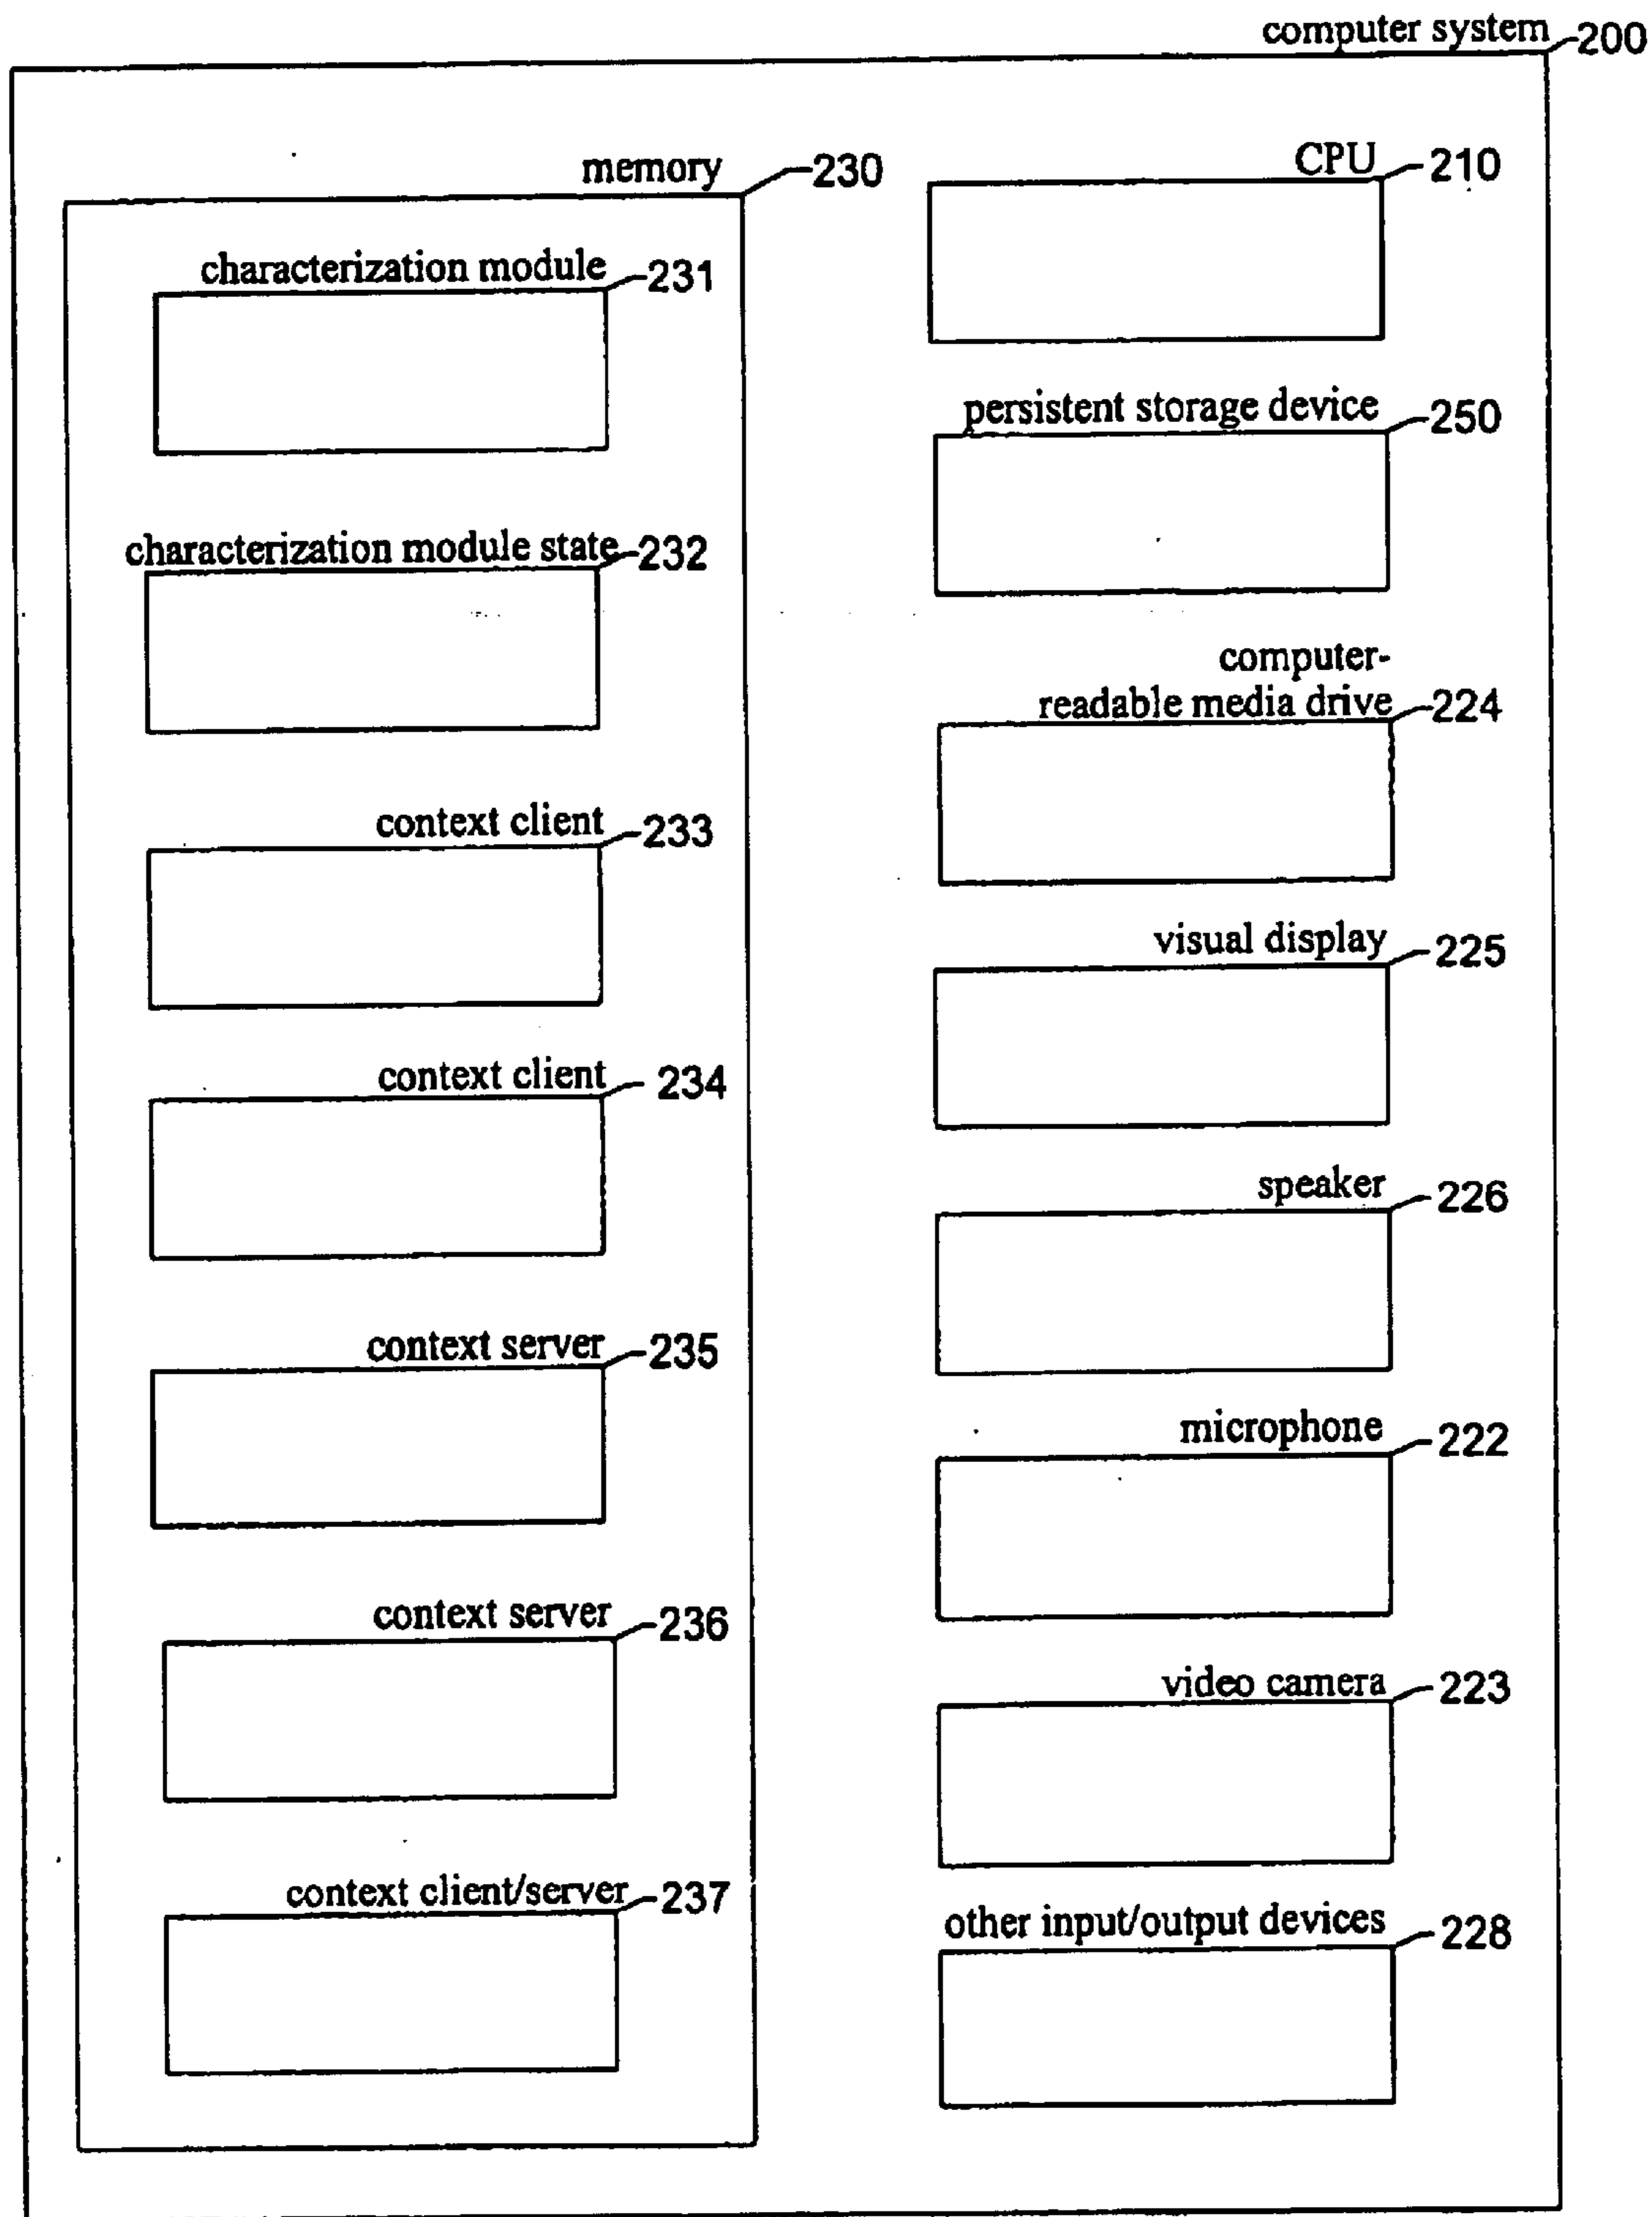 computer system 200
memory 230
characterization module 231
characterization module state 232
context client 233
context client 234
context server 235
context server 236
context client/server 237
CPU 210
persistent storage device 250
computer-
readable media drive 224
visual display 225
speaker 226
microphone 222
video camera 223
other input/output devices 228